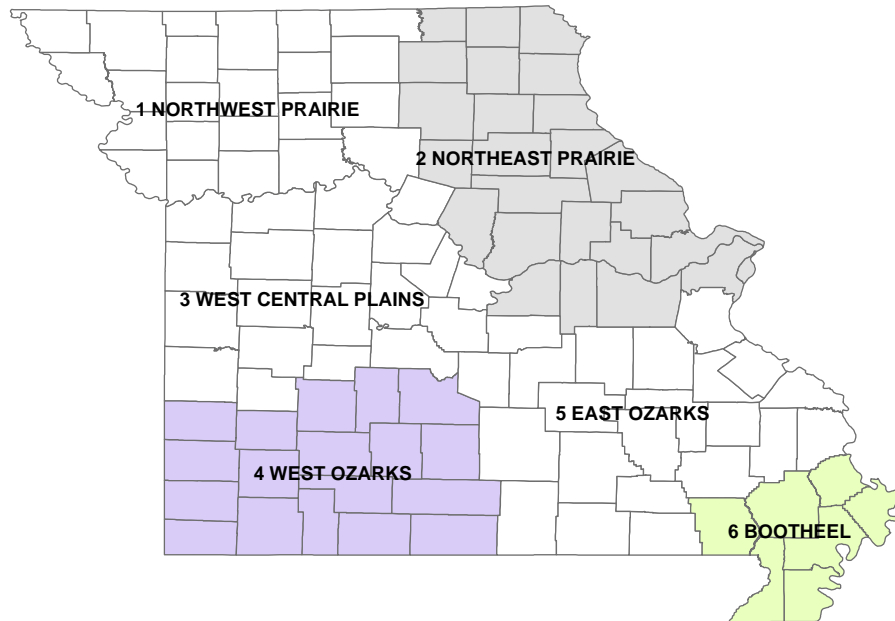 1 NORTHWEST PRAIRIE
2 NORTHEAST PRAIRIE
3 WEST CENTRAL PLAINS
5 EAST OZARKS
4 WEST OZARKS
6 BOOTHEEL